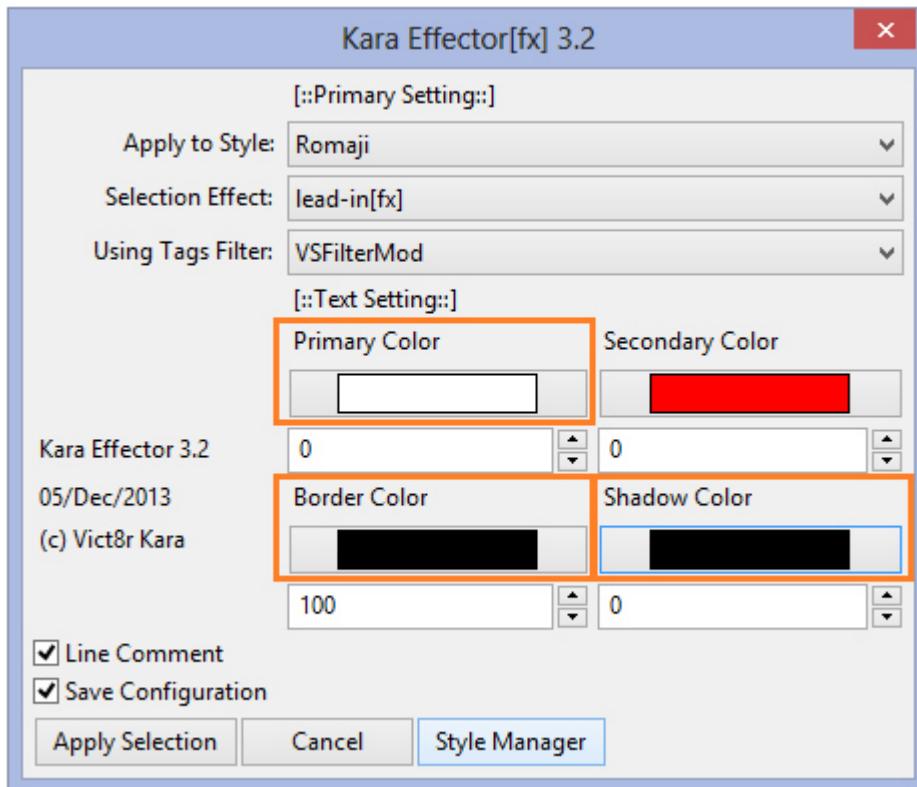 Kara Effector[fx] 3.2
[::Primary Setting::]
Apply to Style: Romaji
Selection Effect: lead-in[fx]
Using Tags Filter: VSFilterMod
[::Text Setting::]
Primary Color Secondary Color
Kara Effector 3.2 0 0
05/Dec/2013 Border Color Shadow Color
(c) Vict8r Kara
100 0
Line Comment
Save Configuration
Apply Selection Cancel Style Manager